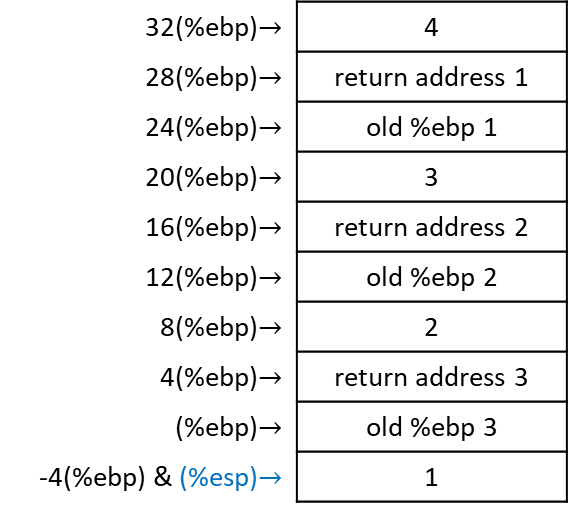 32(%ebp)→ 4
28(%ebp)→ return address 1
24(%ebp)→ old %ebp 1
20(%ebp)→ 3
16(%ebp)→ return address 2
12(%ebp)→ old %ebp 2
8(%ebp)→ 2
4(%ebp)→ return address 3
(%ebp)→ old %ebp 3
-4(%ebp) & (%esp)→ 1